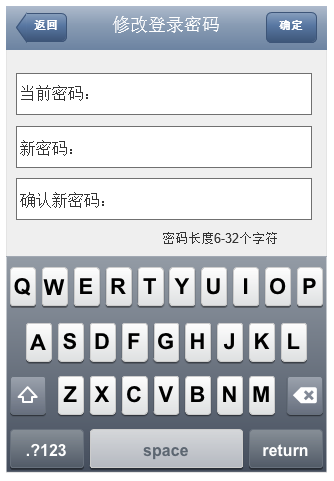 返回 修改登录密码 确定
当前密码：
新密码：
确认新密码：
密码长度6-32个字符
Q W E R T Y U I O P
A S D F G H J K L
Z X C V B N M
.?123 space return